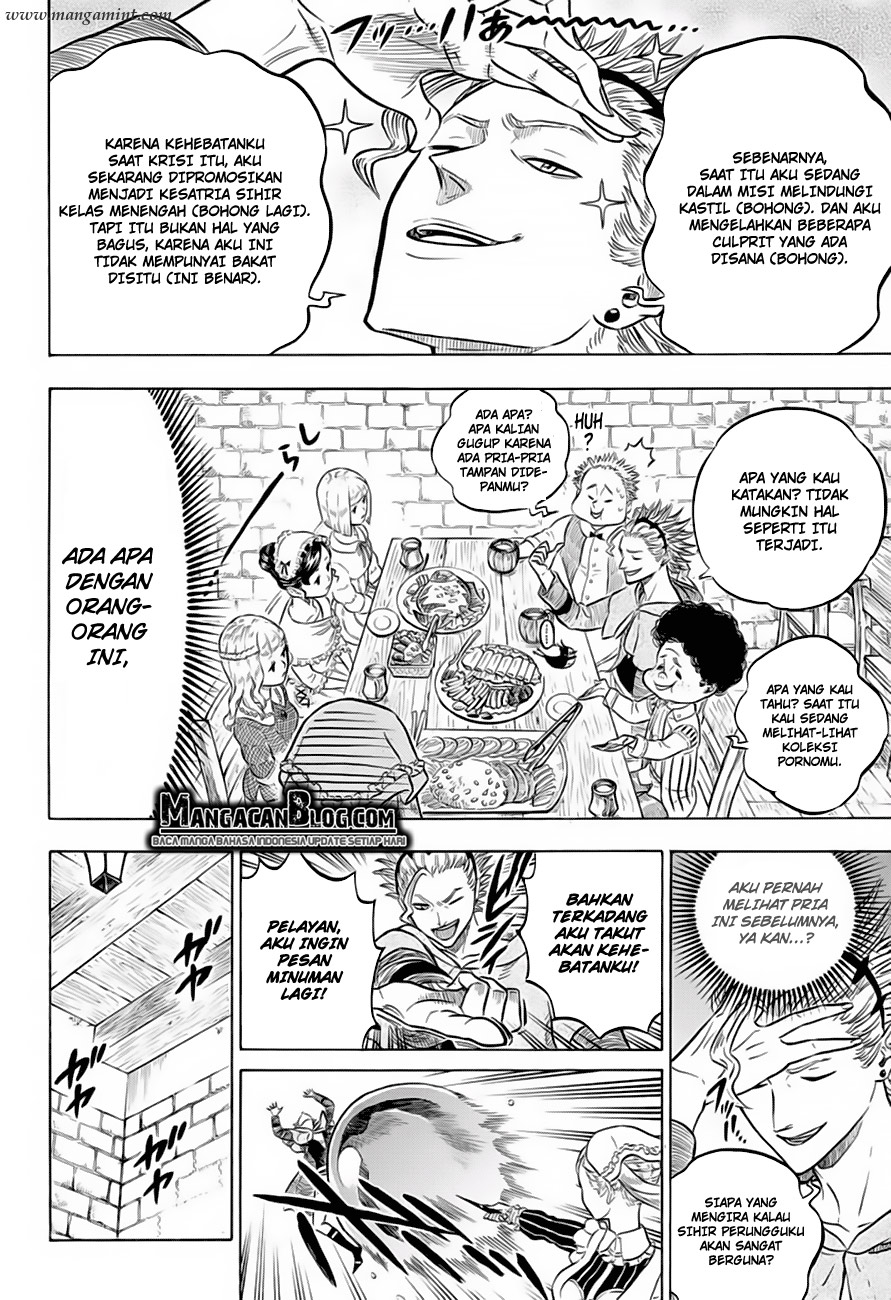 www.mangamint.com
フッ…
リぁ～～
SEBENARNYA,
SAAT ITU AKU SEDANG
DALAM MISI MELINDUNGI
KASTIL (BOHONG). DAN AKU
MENGELAHKAN BEBERAPA
CULPRIT YANG ADA
DISANA (BOHONG).
KARENA KEHEBATANKU
SAAT KRISI ITU, AKU
SEKARANG DIPROMOSIKAN
MENJADI KESATRIA SIHIR
KELAS MENENGAH (BOHONG LAGI).
TAPI ITU BUKAN HAL YANG
BAGUS, KARENA AKU INI
TIDAK MEMPUNYAI BAKAT
DISITU (INI BENAR).
APA YANG KAU
KATAKAN? TIDAK
MUNGKIN HAL
SEPERTI ITU
TERJADI.
HUH
?
ADA APA?
APA KALIAN
GUGUP KARENA
ADA PRIA-PRIA
TAMPAN DIDE-
PANMU?
APA YANG KAU
TAHU? SAAT ITU
KAU SEDANG
MELIHAT-LIHAT
KOLEKSI
PORNOMU.
ADA APA
DENGAN
ORANG-
ORANG
INI,
MANGACANBLOG.COM
BACA MANGA BAHASA INDONESIA UPDATE SETIAP HARI
AKU PERNAH
MELIHAT PRIA
INI SEBELUMNYA,
YA KAN...?
SIAPA YANG
MENGIRA KALAU
SIHIR PERUNGGUKU
AKAN SANGAT
BERGUNA?
BAHKAN
TERKADANG
AKU TAKUT
AKAN KEHE-
BATANKU!
PELAYAN,
AKU INGIN
PESAN
MINUMAN
LAGI!
ガヤ
ガヤ